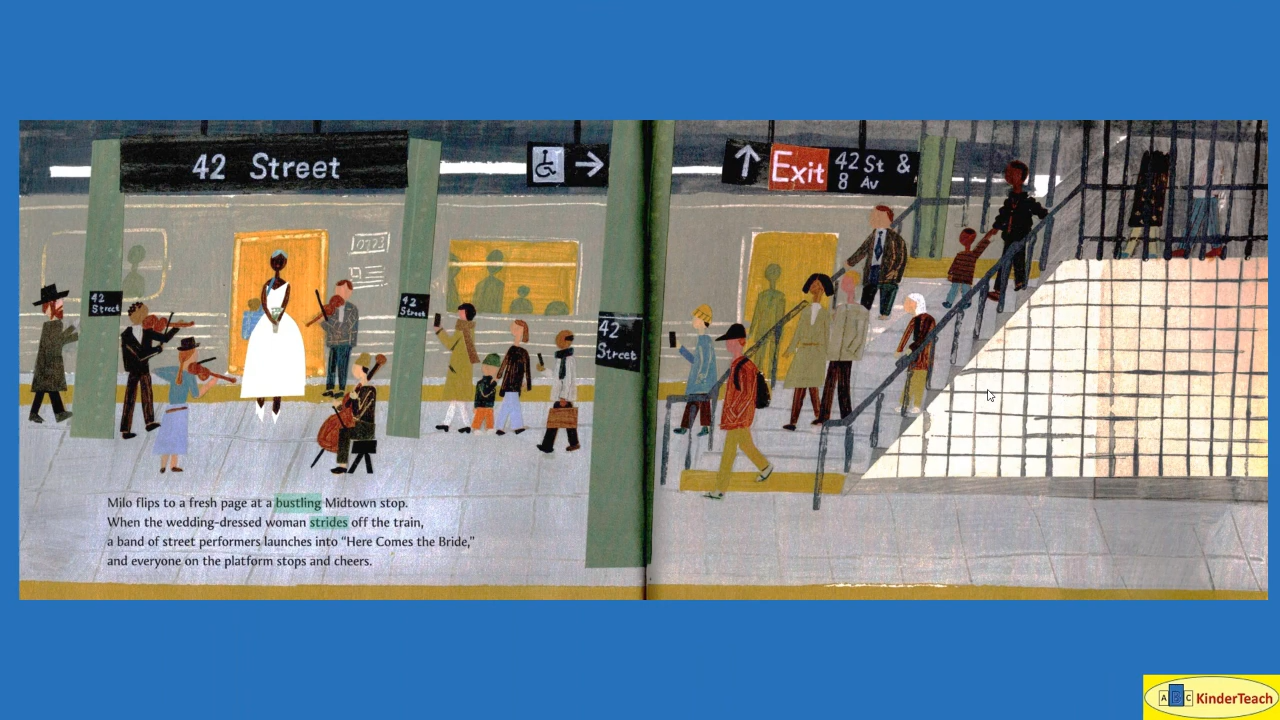 42 Street
Exit
42 St &
8 Av
0773
42
Street
42
Street
42
Street
Milo flips to a fresh page at a bustling Midtown stop.
When the wedding-dressed woman strides off the train,
a band of street performers launches into “Here Comes the Bride,”
and everyone on the platform stops and cheers.
ABC KinderTeach